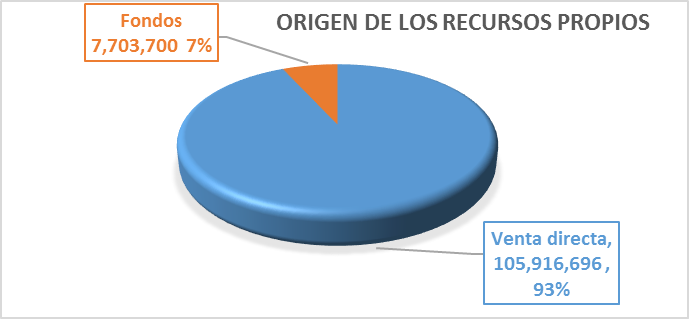 ORIGEN DE LOS RECURSOS PROPIOS
Fondos
7,703,700 7%
Venta directa,
105,916,696 ,
93%